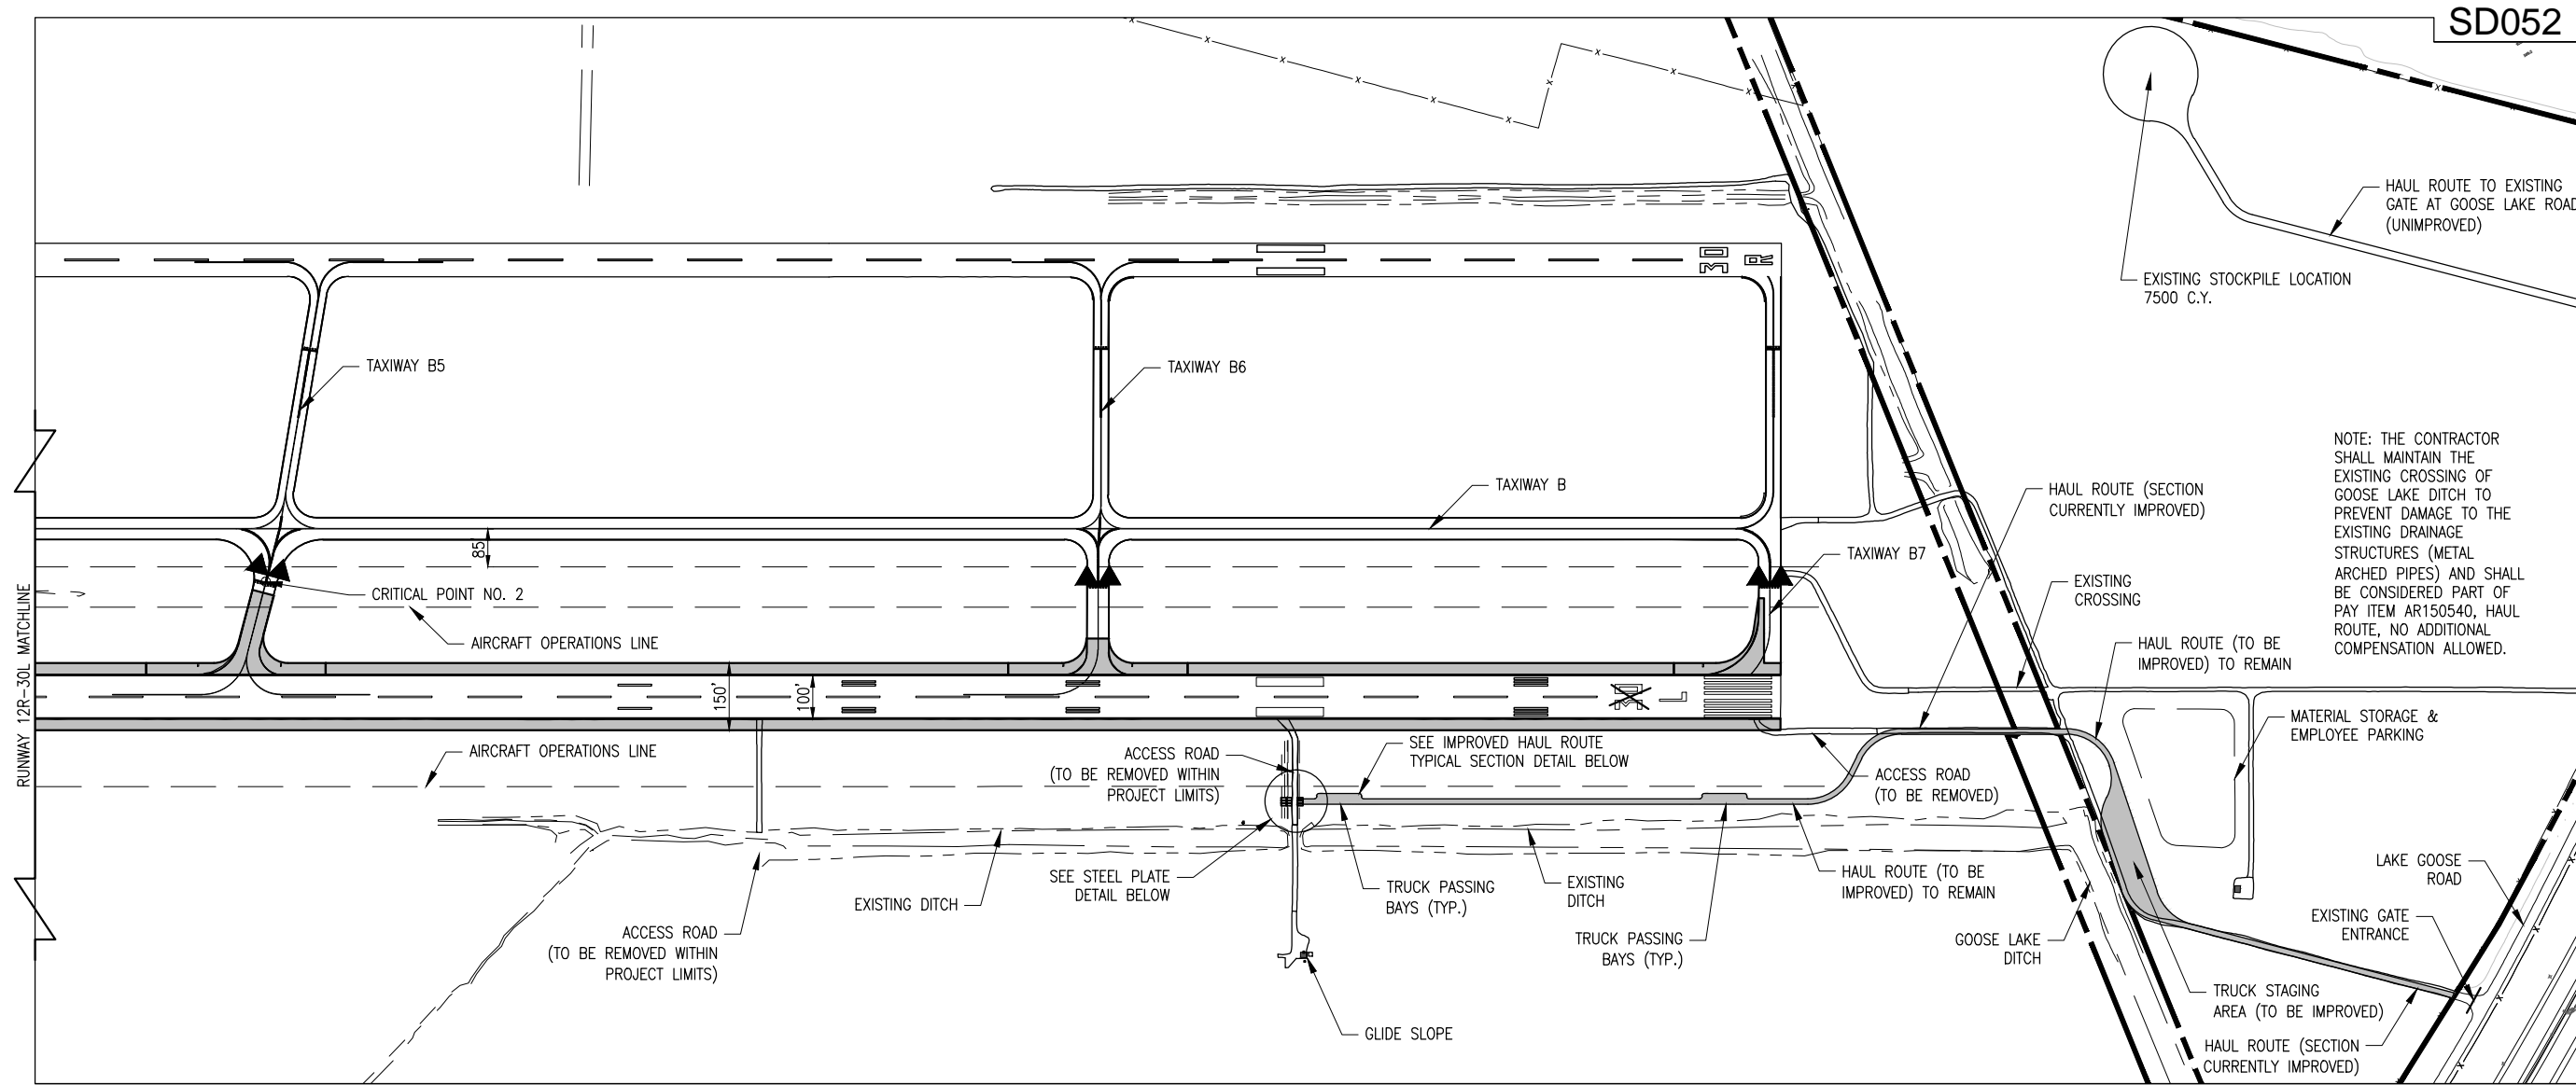 SD052
HAUL ROUTE TO EXISTING
GATE AT GOOSE LAKE ROAD
(UNIMPROVED)
EXISTING STOCKPILE LOCATION
7500 C.Y.
30
R
TAXIWAY B5
TAXIWAY B6
TAXIWAY B
NOTE: THE CONTRACTOR
SHALL MAINTAIN THE
EXISTING CROSSING OF
GOOSE LAKE DITCH TO
PREVENT DAMAGE TO THE
EXISTING DRAINAGE
STRUCTURES (METAL
ARCHED PIPES) AND SHALL
BE CONSIDERED PART OF
PAY ITEM AR150540, HAUL
ROUTE, NO ADDITIONAL
COMPENSATION ALLOWED.
HAUL ROUTE (SECTION
CURRENTLY IMPROVED)
85'
TAXIWAY B7
EXISTING
CROSSING
CRITICAL POINT NO. 2
AIRCRAFT OPERATIONS LINE
HAUL ROUTE (TO BE
IMPROVED) TO REMAIN
RUNWAY 12R-30L MATCHLINE
150'
100'
L
MATERIAL STORAGE &
EMPLOYEE PARKING
AIRCRAFT OPERATIONS LINE
ACCESS ROAD
(TO BE REMOVED WITHIN
PROJECT LIMITS)
SEE IMPROVED HAUL ROUTE
TYPICAL SECTION DETAIL BELOW
ACCESS ROAD
(TO BE REMOVED)
SEE STEEL PLATE
DETAIL BELOW
TRUCK PASSING
BAYS (TYP.)
EXISTING
DITCH
HAUL ROUTE (TO BE
IMPROVED) TO REMAIN
LAKE GOOSE
ROAD
EXISTING DITCH
ACCESS ROAD
(TO BE REMOVED WITHIN
PROJECT LIMITS)
TRUCK PASSING
BAYS (TYP.)
GOOSE LAKE
DITCH
EXISTING GATE
ENTRANCE
TRUCK STAGING
AREA (TO BE IMPROVED)
GLIDE SLOPE
HAUL ROUTE (SECTION
CURRENTLY IMPROVED)